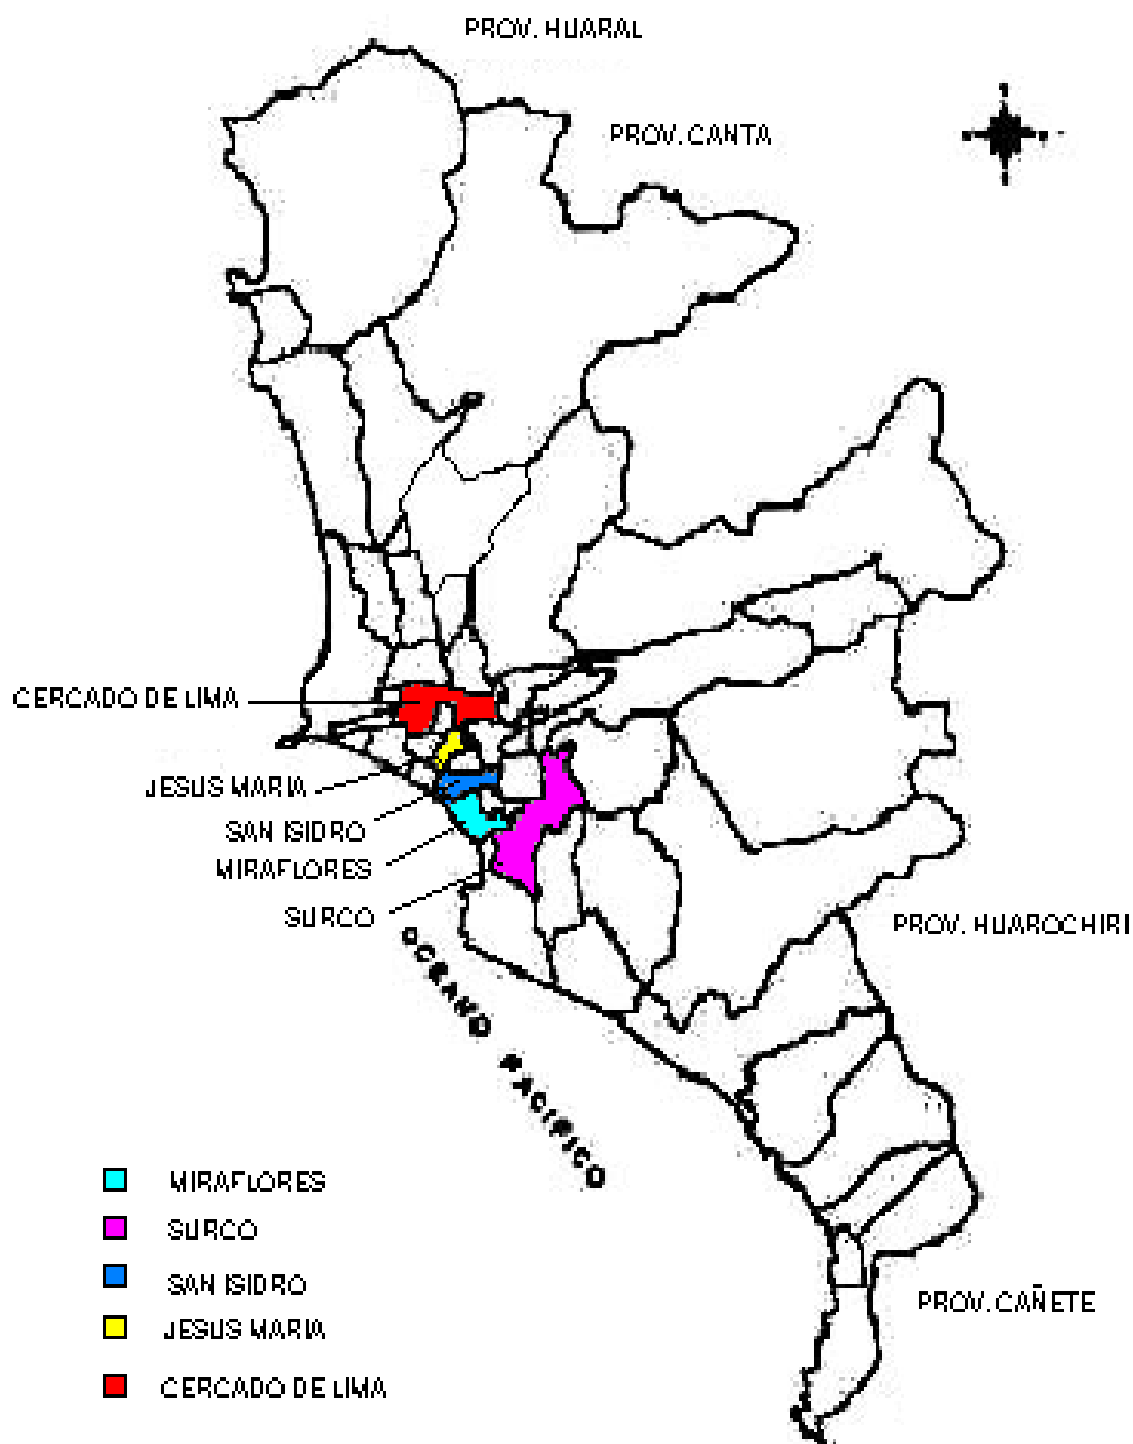 PROV. HUARAL
PROV. CANTA
CERCADO DE LIMA
JESUS MARIA
SAN ISIDRO
MIRAFLORES
SURCO
PROV. HUAROCHIRI
OCEANO PACIFICO
MIRAFLORES
SURCO
SAN ISIDRO
JESUS MARIA
PROV. CAÑETE
CERCADO DE LIMA